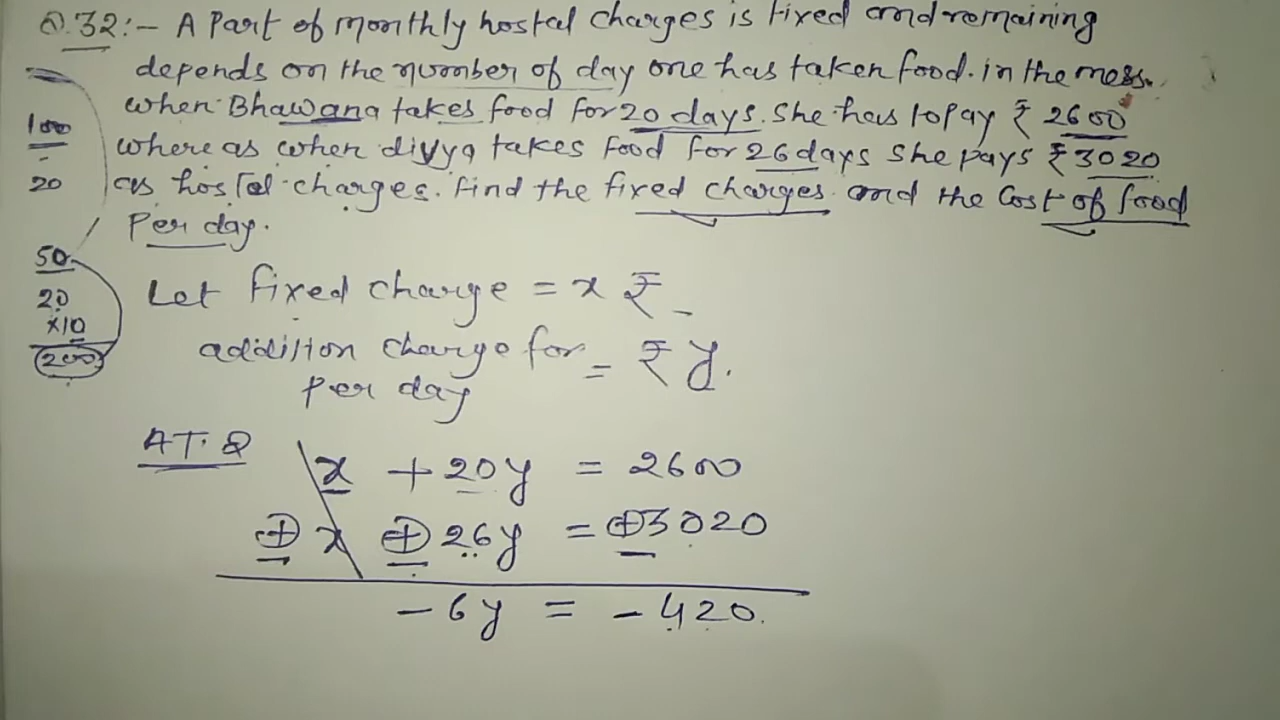 Q.32:- A Part of monthly hostal charges is fixed and remaining
depends on the number of day one has taken food. in the mess.
when Bhawana takes food for 20 days. She has to pay ₹ 2600
where as when divya takes food for 26 days she pays ₹ 3020
as hostel charges. find the fixed charges and the cost of food
Per day.
100
20
50
20
×10
200
Let fixed charge = x ₹
addition charge for = ₹ y.
per day
A.T.Q
x + 20y = 2600
+ x + 26y = +3020
- 6y = - 420.